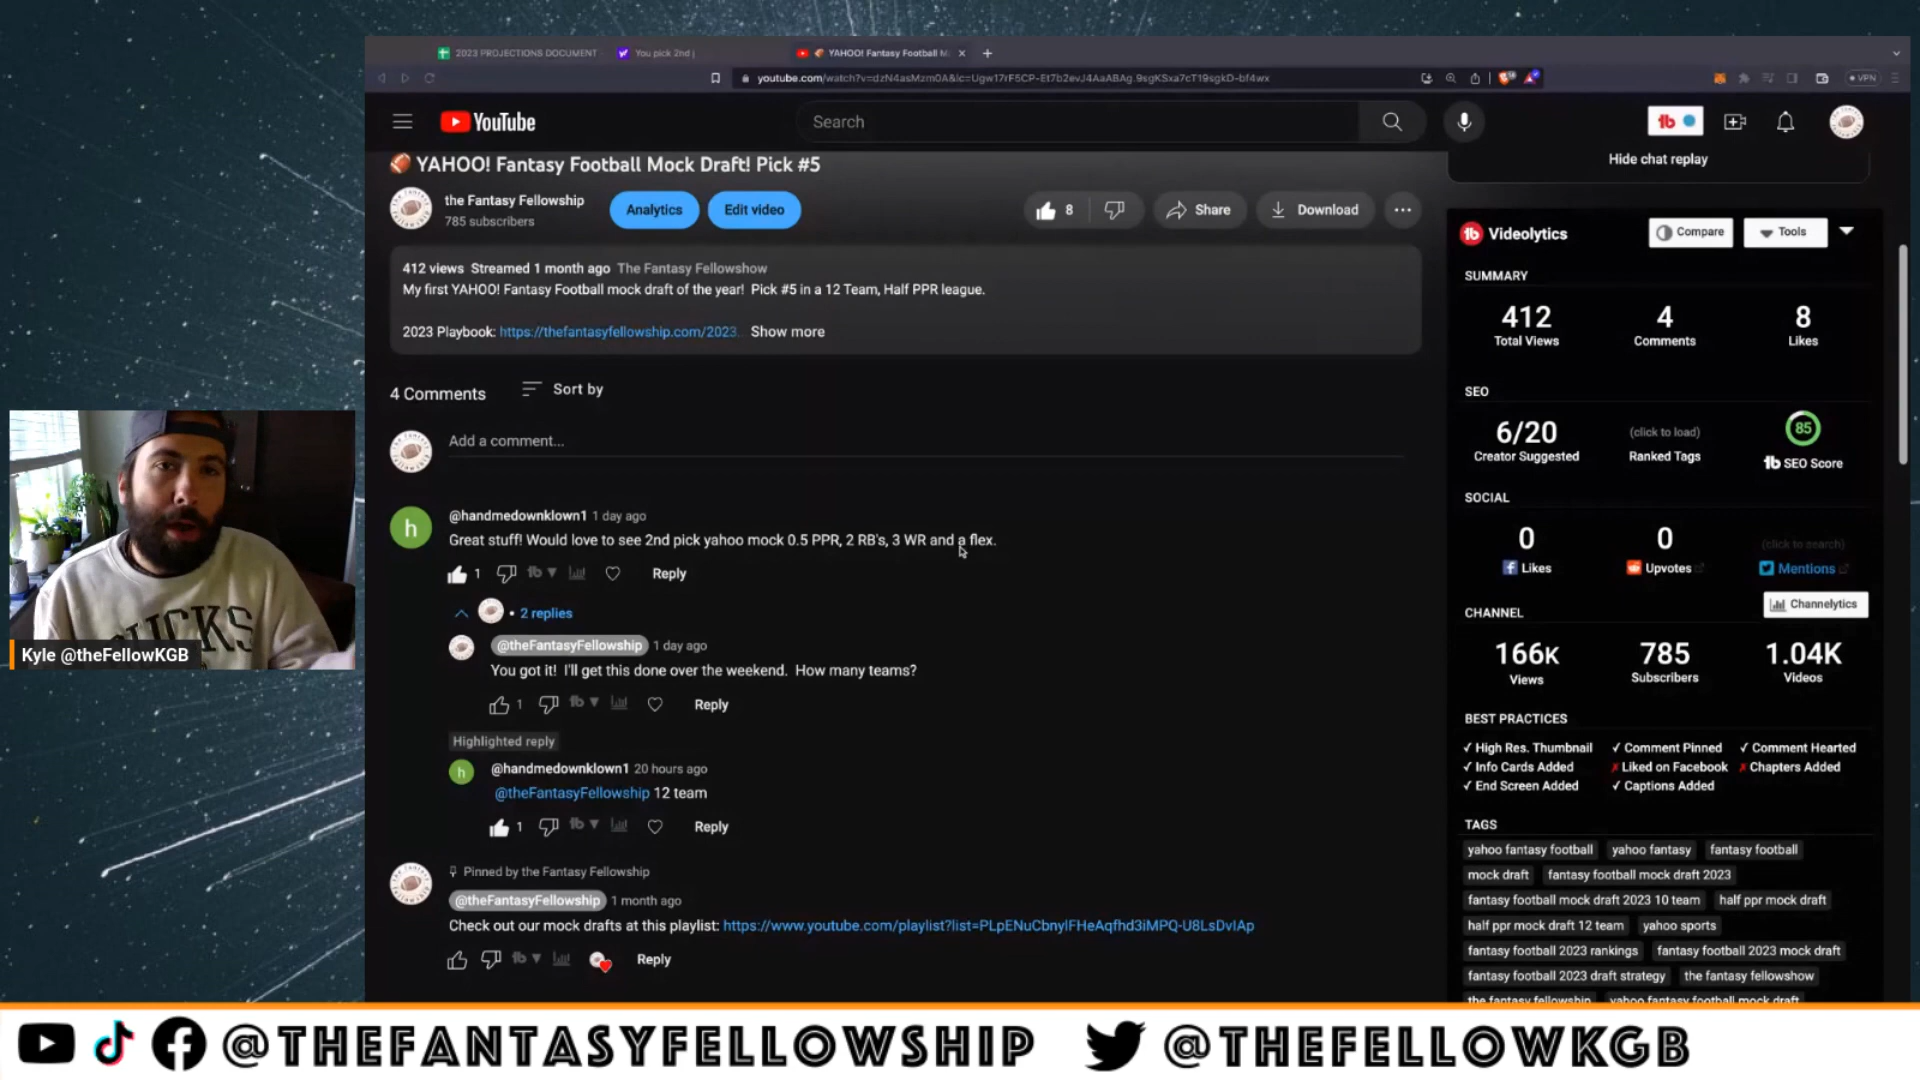 2023 PROJECTIONS DOCUMENT
You pick 2nd |
YAHOO! Fantasy Football M
youtube.com/watch?v=dzN4asMzm0A&lc=Ugw17rF5CP-Et7b2evJ4AaABAg.9sgKSxa7cT19sgkD-bf4wx
VPN
YouTube
Search
Hide chat replay
YAHOO! Fantasy Football Mock Draft! Pick #5
the Fantasy Fellowship
785 subscribers
Analytics
Edit video
8
Share
Download
412 views Streamed 1 month ago The Fantasy Fellowshow
My first YAHOO! Fantasy Football mock draft of the year! Pick #5 in a 12 Team, Half PPR league.
2023 Playbook: https://thefantasyfellowship.com/2023. Show more
4 Comments
Sort by
Add a comment...
@handmedownklown1 1 day ago
Great stuff! Would love to see 2nd pick yahoo mock 0.5 PPR, 2 RB's, 3 WR and a flex.
1
Reply
2 replies
@theFantasyFellowship 1 day ago
You got it! I'll get this done over the weekend. How many teams?
1
Reply
Highlighted reply
@handmedownklown1 20 hours ago
@theFantasyFellowship 12 team
1
Reply
Pinned by the Fantasy Fellowship
@theFantasyFellowship 1 month ago
Check out our mock drafts at this playlist: https://www.youtube.com/playlist?list=PLpENuCbnylFHeAqfhd3iMPQ-U8LsDvIAp
Reply
Videolytics
Compare
Tools
SUMMARY
412
Total Views
4
Comments
8
Likes
SEO
6/20
Creator Suggested
(click to load)
Ranked Tags
85
SEO Score
SOCIAL
0
Likes
0
Upvotes
(click to search)
Mentions
CHANNEL
Channelytics
166K
Views
785
Subscribers
1.04K
Videos
BEST PRACTICES
✓ High Res. Thumbnail
✓ Comment Pinned
✓ Comment Hearted
✓ Info Cards Added
✗ Liked on Facebook
✗ Chapters Added
✓ End Screen Added
✓ Captions Added
TAGS
yahoo fantasy football
yahoo fantasy
fantasy football
mock draft
fantasy football mock draft 2023
fantasy football mock draft 2023 10 team
half ppr mock draft
half ppr mock draft 12 team
yahoo sports
fantasy football 2023 rankings
fantasy football 2023 mock draft
fantasy football 2023 draft strategy
the fantasy fellowshow
the fantasy fellowship
yahoo fantasy football mock draft
Kyle @theFellowKGB
@THEFANTASYFELLOWSHIP
@THEFELLOWKGB